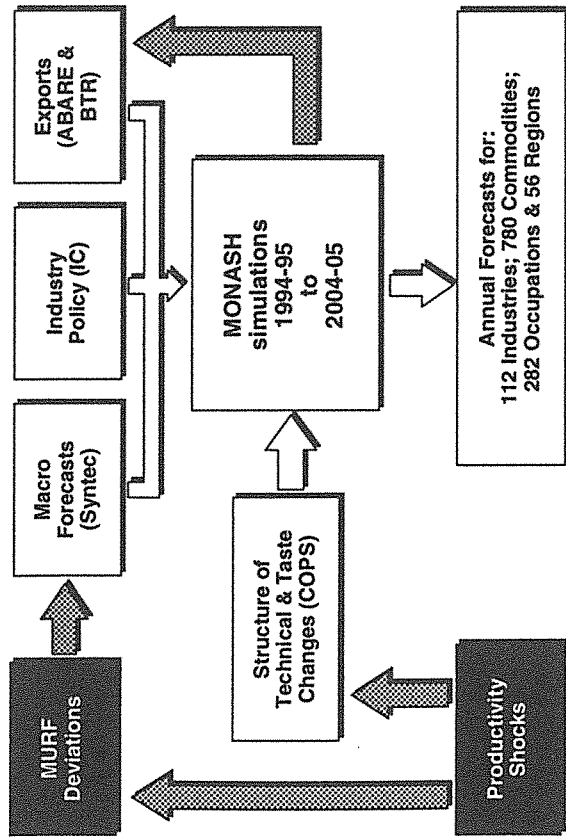 MURF
Deviations
Macro
Forecasts
(Syntec)
Industry
Policy (IC)
Exports
(ABARE &
BTR)
Structure of
Technical & Taste
Changes (COPS)
MONASH
simulations
1994-95
to
2004-05
Productivity
Shocks
Annual Forecasts for:
112 Industries; 780 Commodities;
282 Occupations & 56 Regions